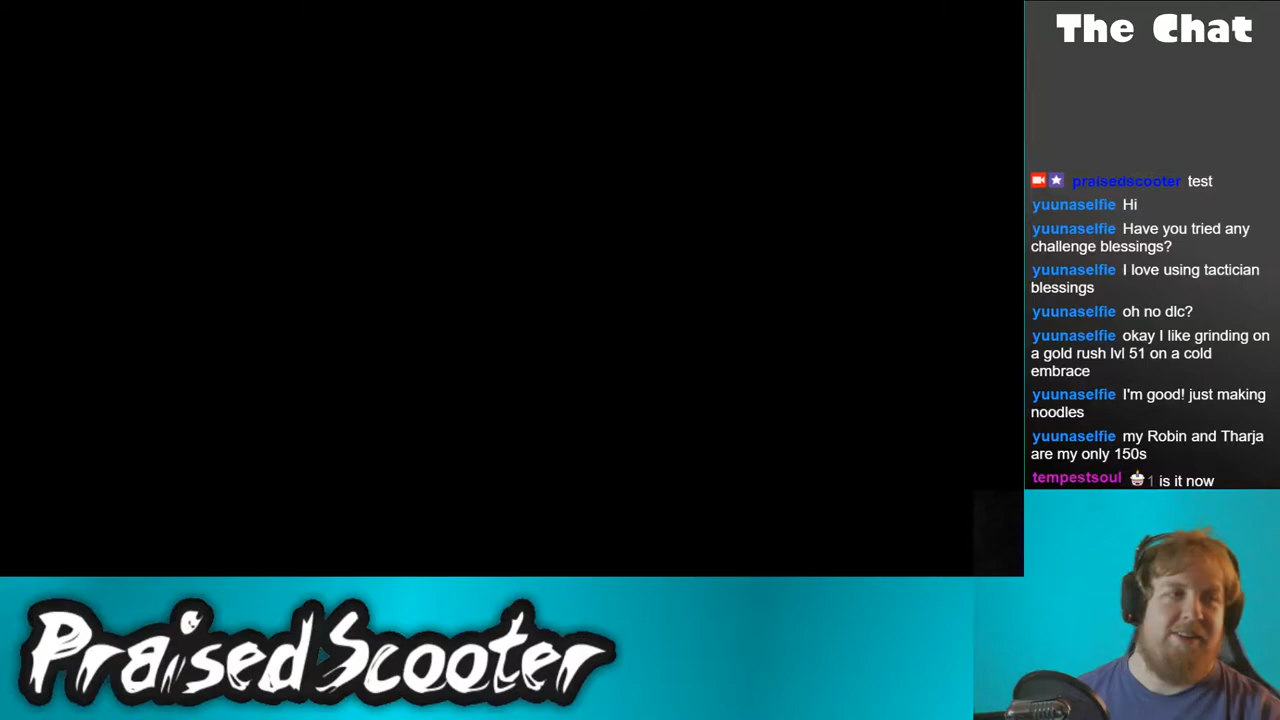 The Chat
praisedscooter test
yuunaselfie Hi
yuunaselfie Have you tried any
challenge blessings?
yuunaselfie I love using tactician
blessings
yuunaselfie oh no dlc?
yuunaselfie okay I like grinding on
a gold rush lvl 51 on a cold
embrace
yuunaselfie I'm good! just making
noodles
yuunaselfie my Robin and Tharja
are my only 150s
tempestsoul 1 is it now
PraisedScooter